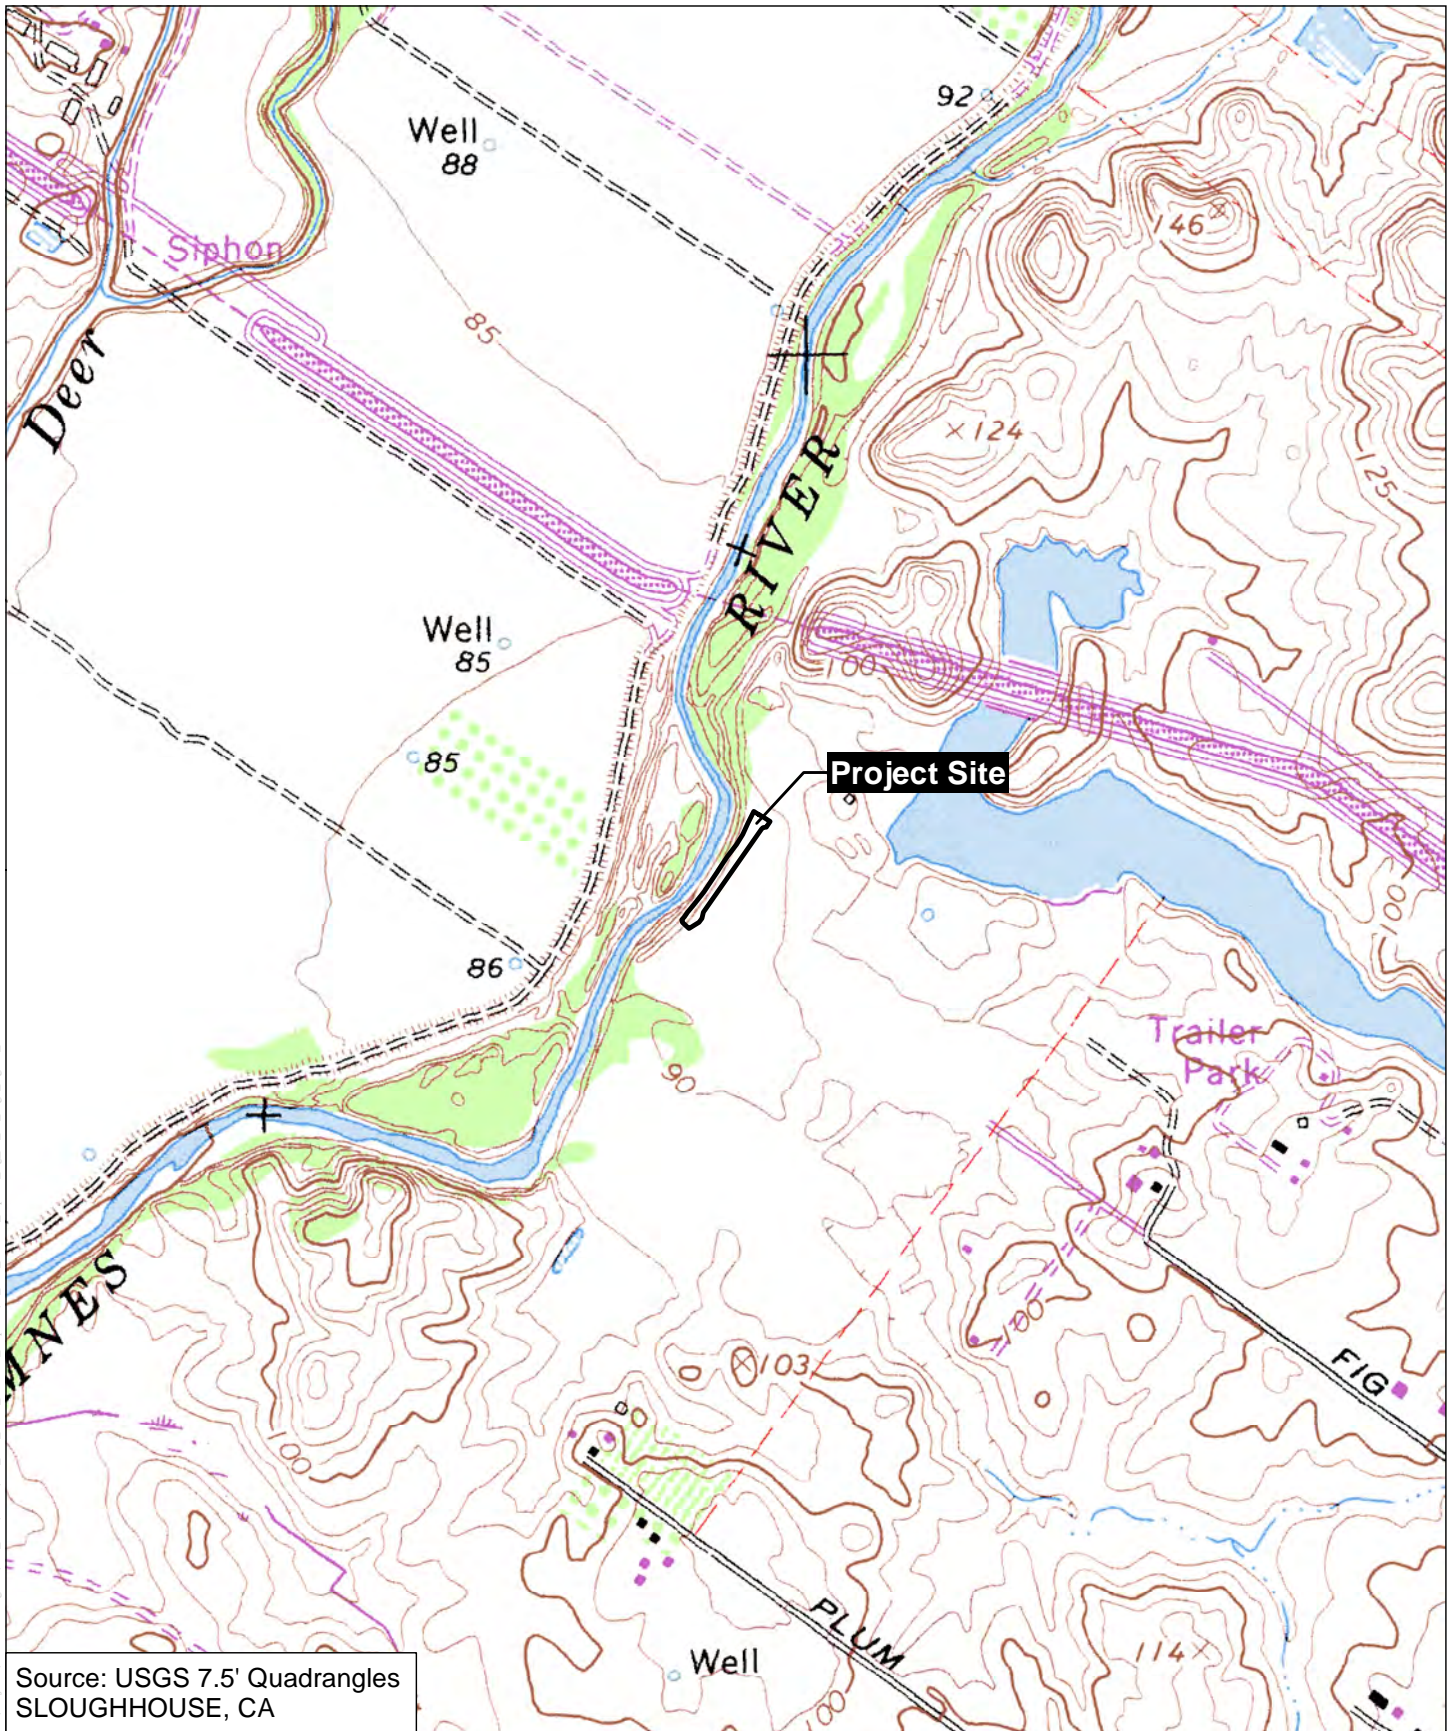 92
Well
88
146
Siphon
85
Deer
×124
125
RIVER
Well
85
100
85
Project Site
100
86
Trailer
Park
90
MNES
100
103
FIG
100
PLUM
114×
Well
100
Source: USGS 7.5' Quadrangles
SLOUGHHOUSE, CA